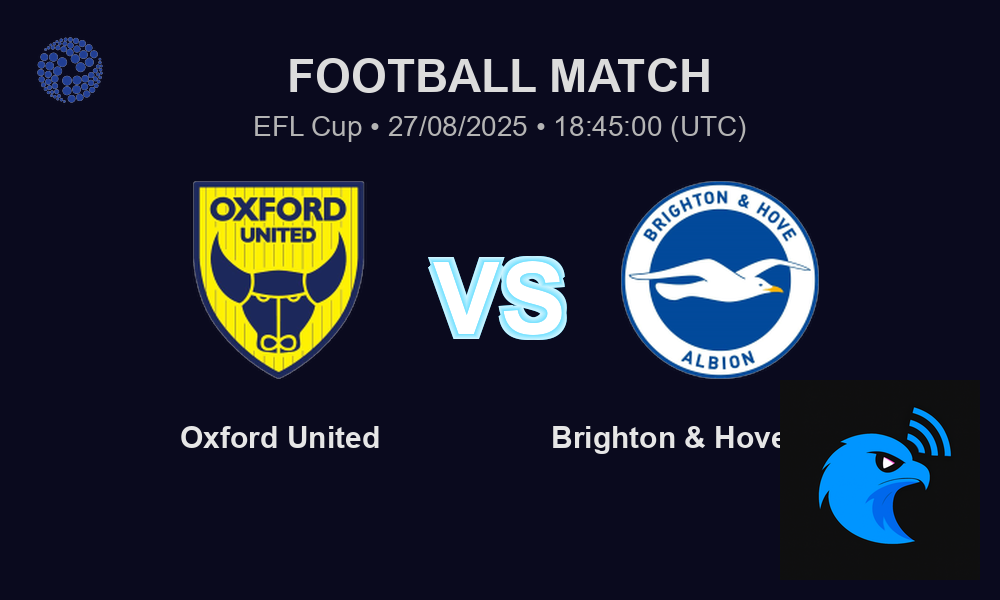 FOOTBALL MATCH
EFL Cup • 27/08/2025 • 18:45:00 (UTC)
OXFORD
UNITED
VS
BRIGHTON & HOVE
ALBION
Oxford United
Brighton & Hove